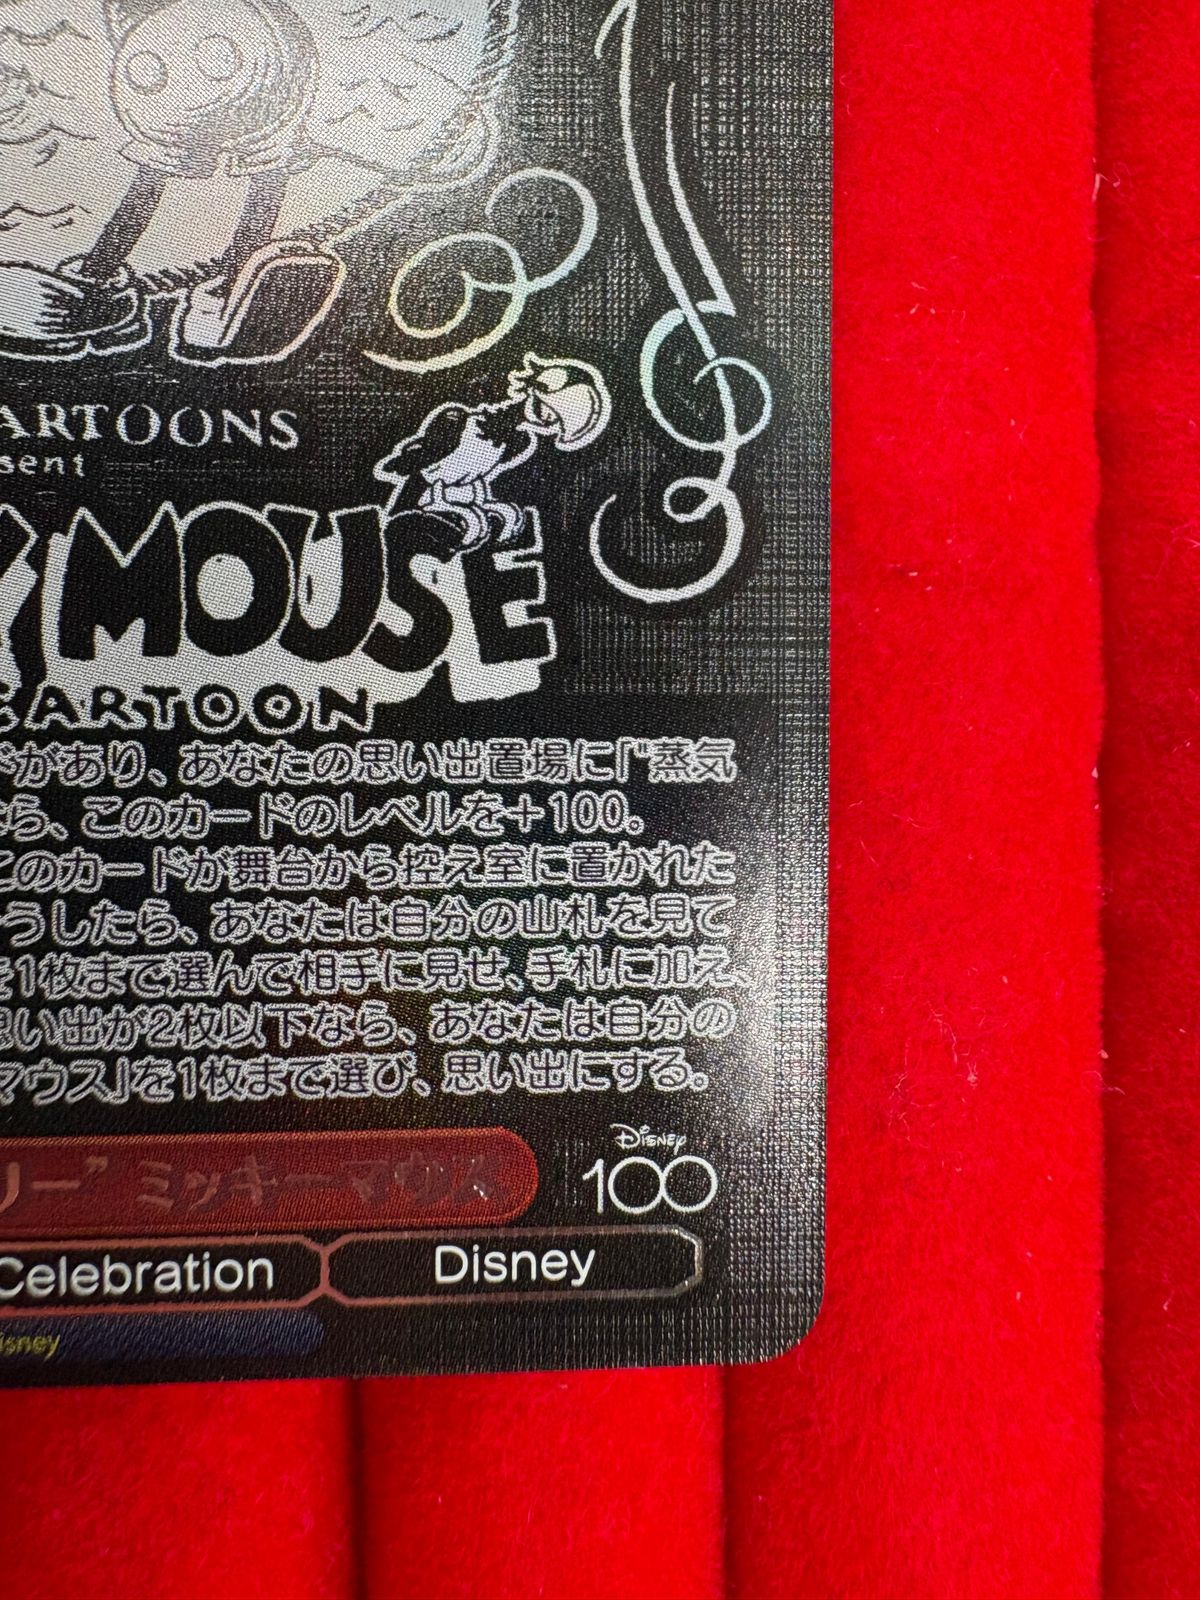 ARTOONS
sent
MOUSE
CARTOON
があり、あなたの思い出置場に「“蒸気
ら、このカードのレベルを＋100。
このカードが舞台から控え室に置かれた
うしたら、あなたは自分の山札を見て
を1枚まで選んで相手に見せ、手札に加え、
思い出が2枚以下なら、あなたは自分の
マウス」を1枚まで選び、思い出にする。
リー” ミッキーマウス
Disney
100
Celebration
Disney
isney